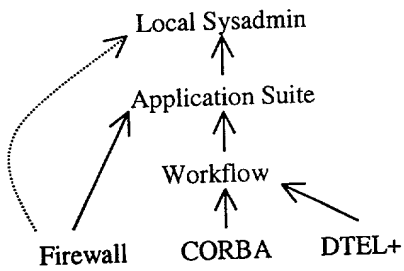 Local Sysadmin
Application Suite
Workflow
Firewall CORBA DTEL+